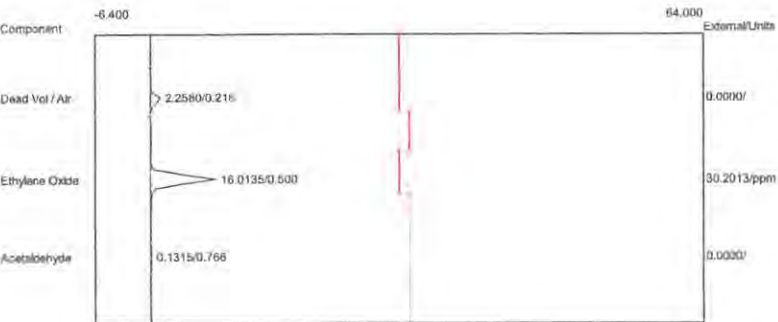 -6.400 64.000
Component External/Units
Dead Vol / Air 2.2580/0.216 0.0000/
Ethylene Oxide 16.0135/0.500 30.2013/ppm
Acetaldehyde 0.1315/0.766 0.0000/